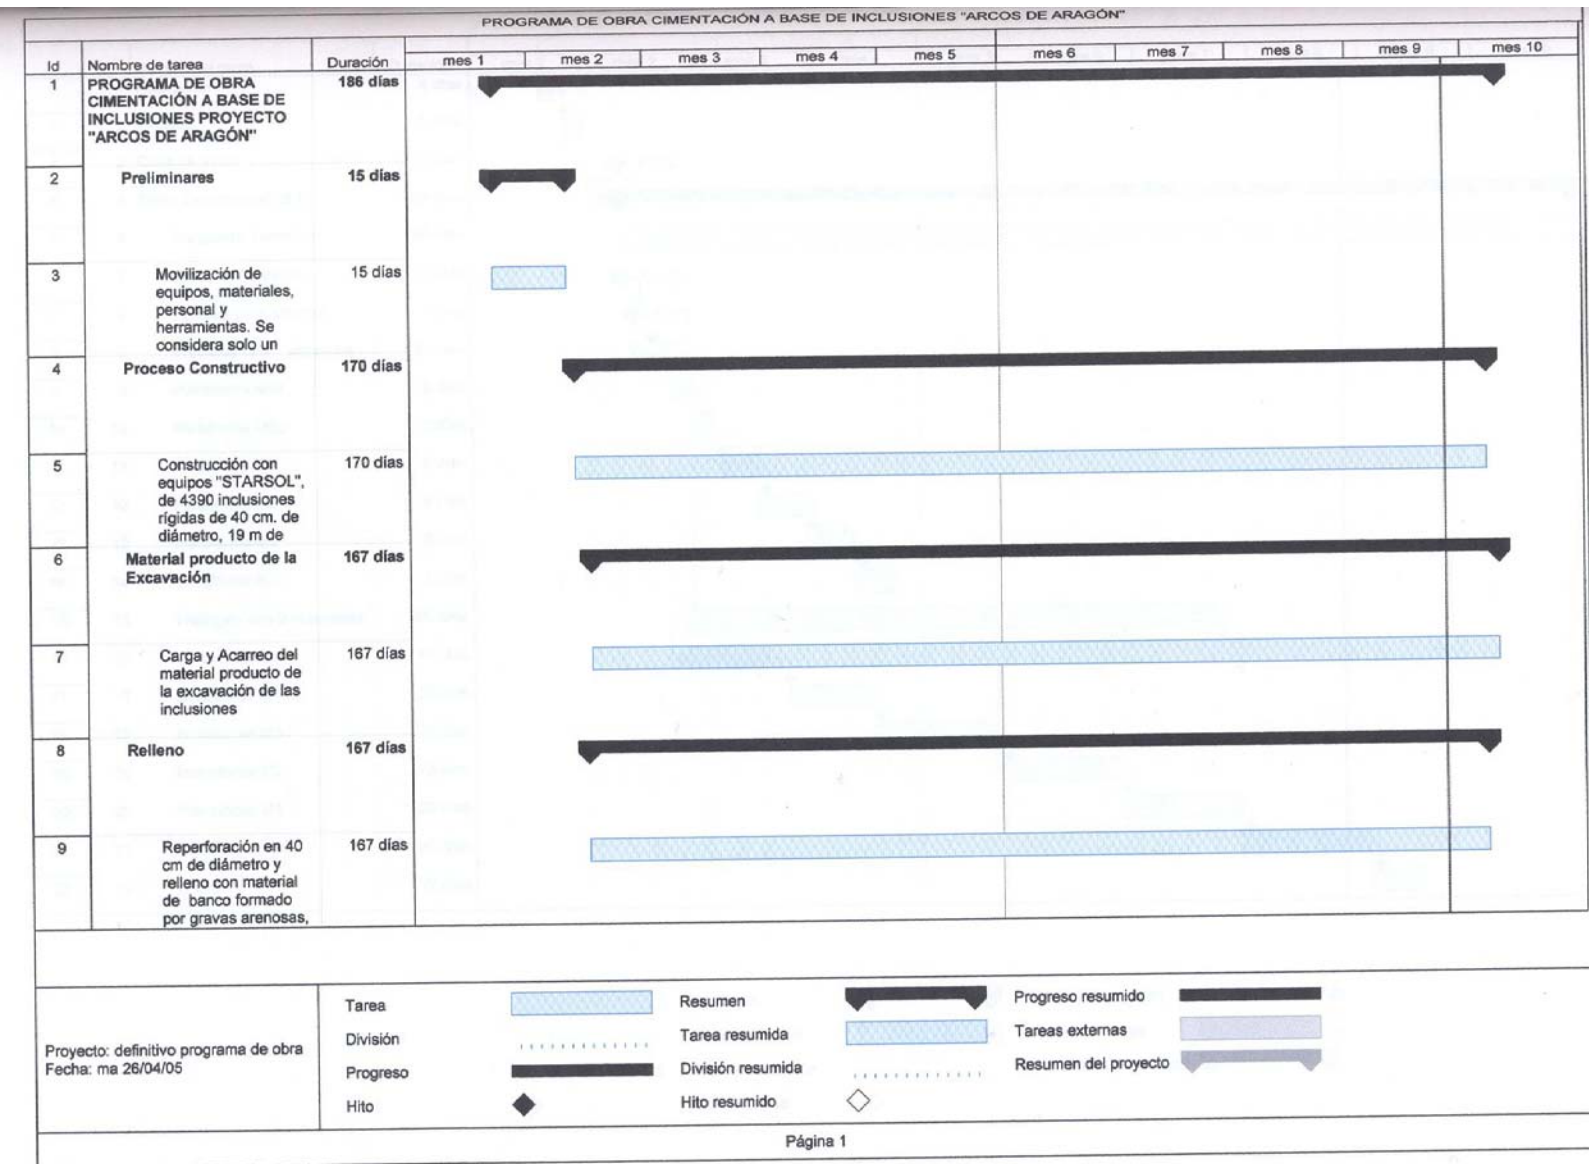 PROGRAMA DE OBRA CIMENTACIÓN A BASE DE INCLUSIONES "ARCOS DE ARAGÓN"
Id Nombre de tarea Duración mes 1 mes 2 mes 3 mes 4 mes 5 mes 6 mes 7 mes 8 mes 9 mes 10
1 PROGRAMA DE OBRA 186 días
CIMENTACIÓN A BASE DE
INCLUSIONES PROYECTO
"ARCOS DE ARAGÓN"
2 Preliminares 15 días
3 Movilización de 15 días
equipos, materiales,
personal y
herramientas. Se
considera solo un
4 Proceso Constructivo 170 días
5 Construcción con 170 días
equipos "STARSOL",
de 4390 inclusiones
rígidas de 40 cm. de
diámetro, 19 m de
6 Material producto de la 167 días
Excavación
7 Carga y Acarreo del 167 días
material producto de
la excavación de las
inclusiones
8 Relleno 167 días
9 Reperforación en 40 167 días
cm de diámetro y
relleno con material
de banco formado
por gravas arenosas,
Proyecto: definitivo programa de obra
Fecha: ma 26/04/05
Tarea Resumen Progreso resumido
División Tarea resumida Tareas externas
Progreso División resumida Resumen del proyecto
Hito Hito resumido
Página 1